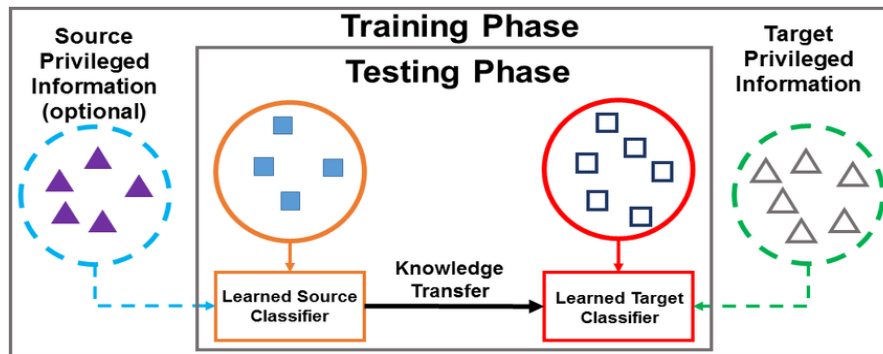 Training Phase
Source
Privileged
Information
(optional)
Testing Phase
Target
Privileged
Information
Knowledge
Transfer
Learned Source
Classifier
Learned Target
Classifier